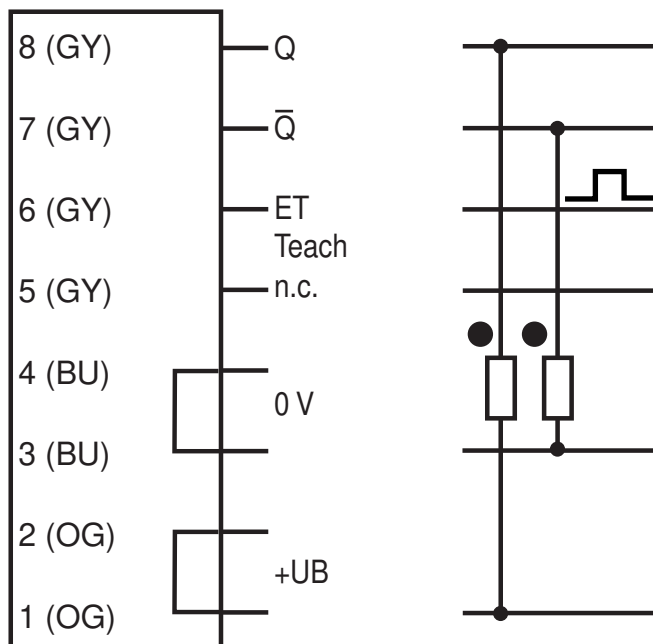 8 (GY) Q
7 (GY) Q̅
6 (GY) ET
Teach
5 (GY) n.c.
4 (BU)
0 V
3 (BU)
2 (OG)
+UB
1 (OG)